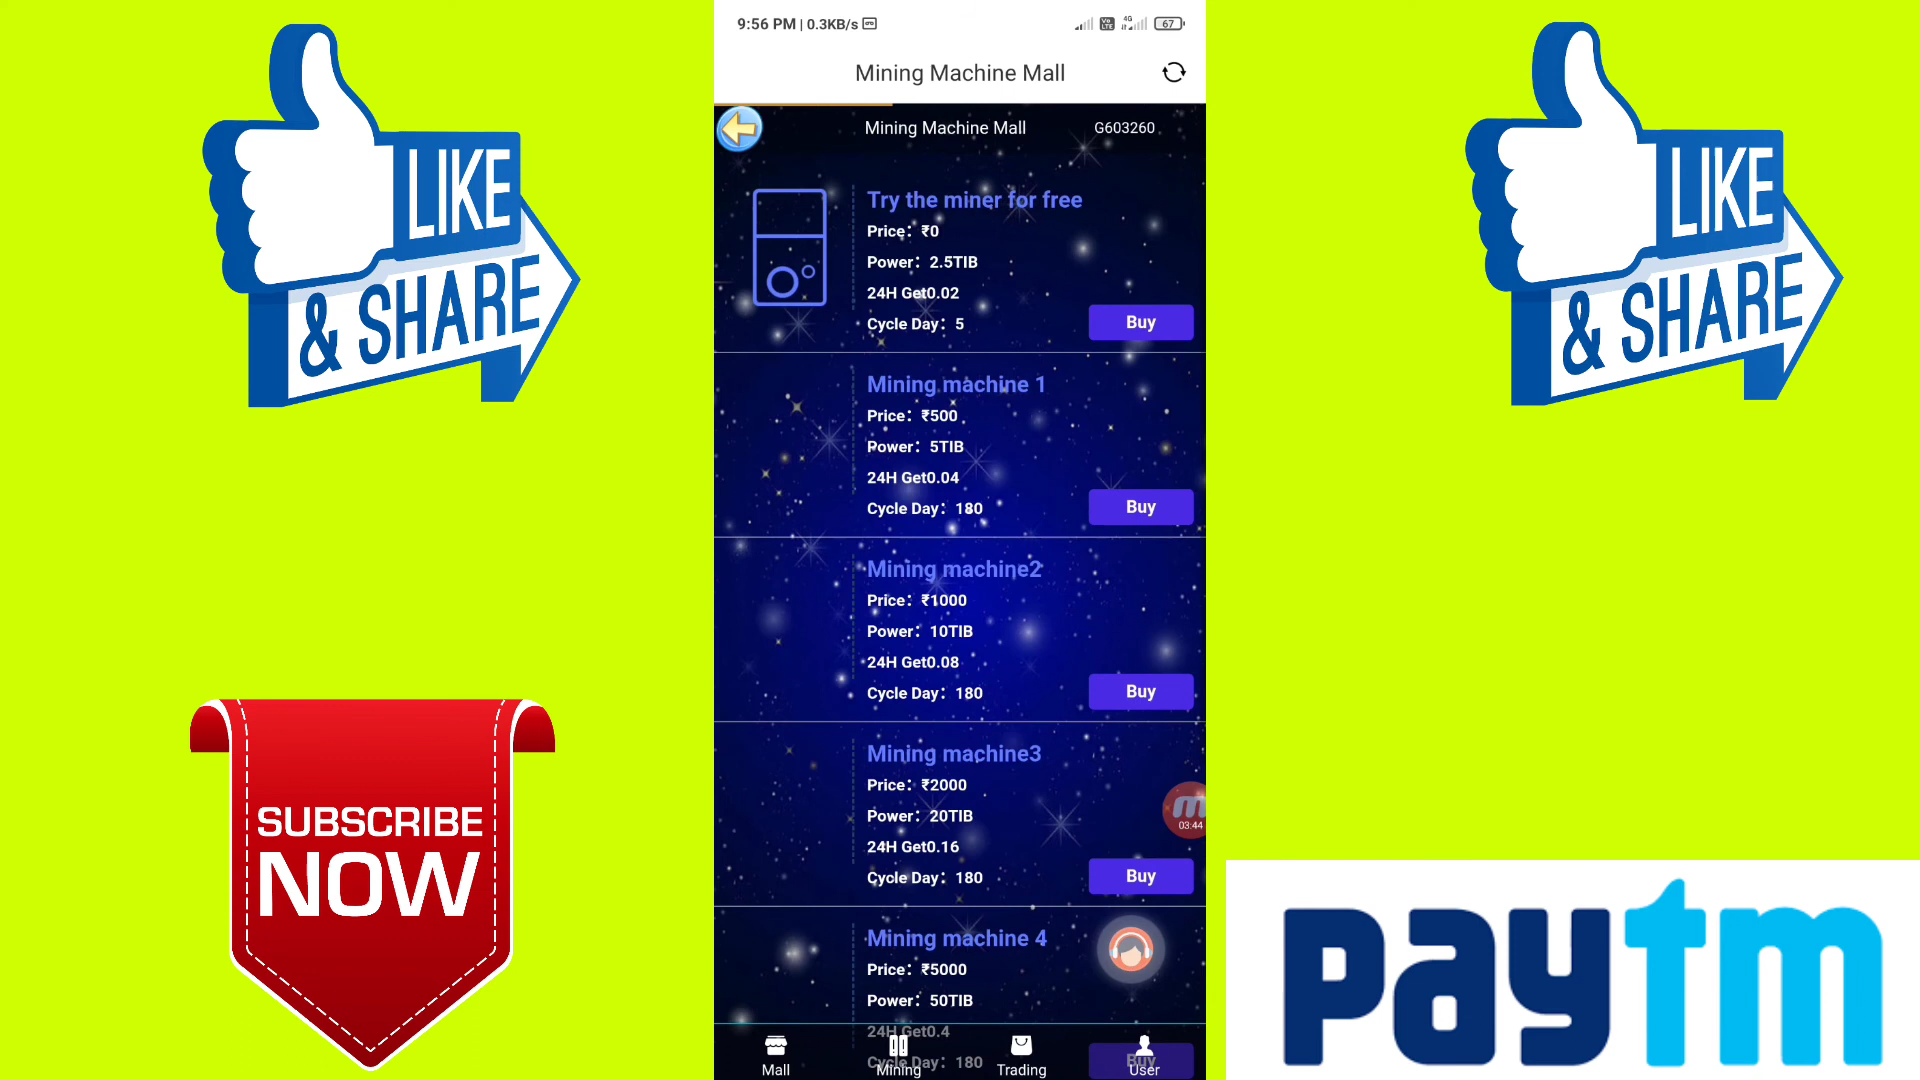 LIKE
& SHARE
SUBSCRIBE
NOW
9:56 PM | 0.3KB/s
Vo
LTE
4G
67
Mining Machine Mall
Mining Machine Mall
G603260
Try the miner for free
Price: ₹0
Power: 2.5TIB
24H Get0.02
Cycle Day: 5
Buy
Mining machine 1
Price: ₹500
Power: 5TIB
24H Get0.04
Cycle Day: 180
Buy
Mining machine2
Price: ₹1000
Power: 10TIB
24H Get0.08
Cycle Day: 180
Buy
Mining machine3
Price: ₹2000
Power: 20TIB
24H Get0.16
Cycle Day: 180
Buy
03:44
Mining machine 4
Price: ₹5000
Power: 50TIB
24H Get0.4
Cycle Day: 180
Buy
Mall
Mining
Trading
User
LIKE
& SHARE
paytm